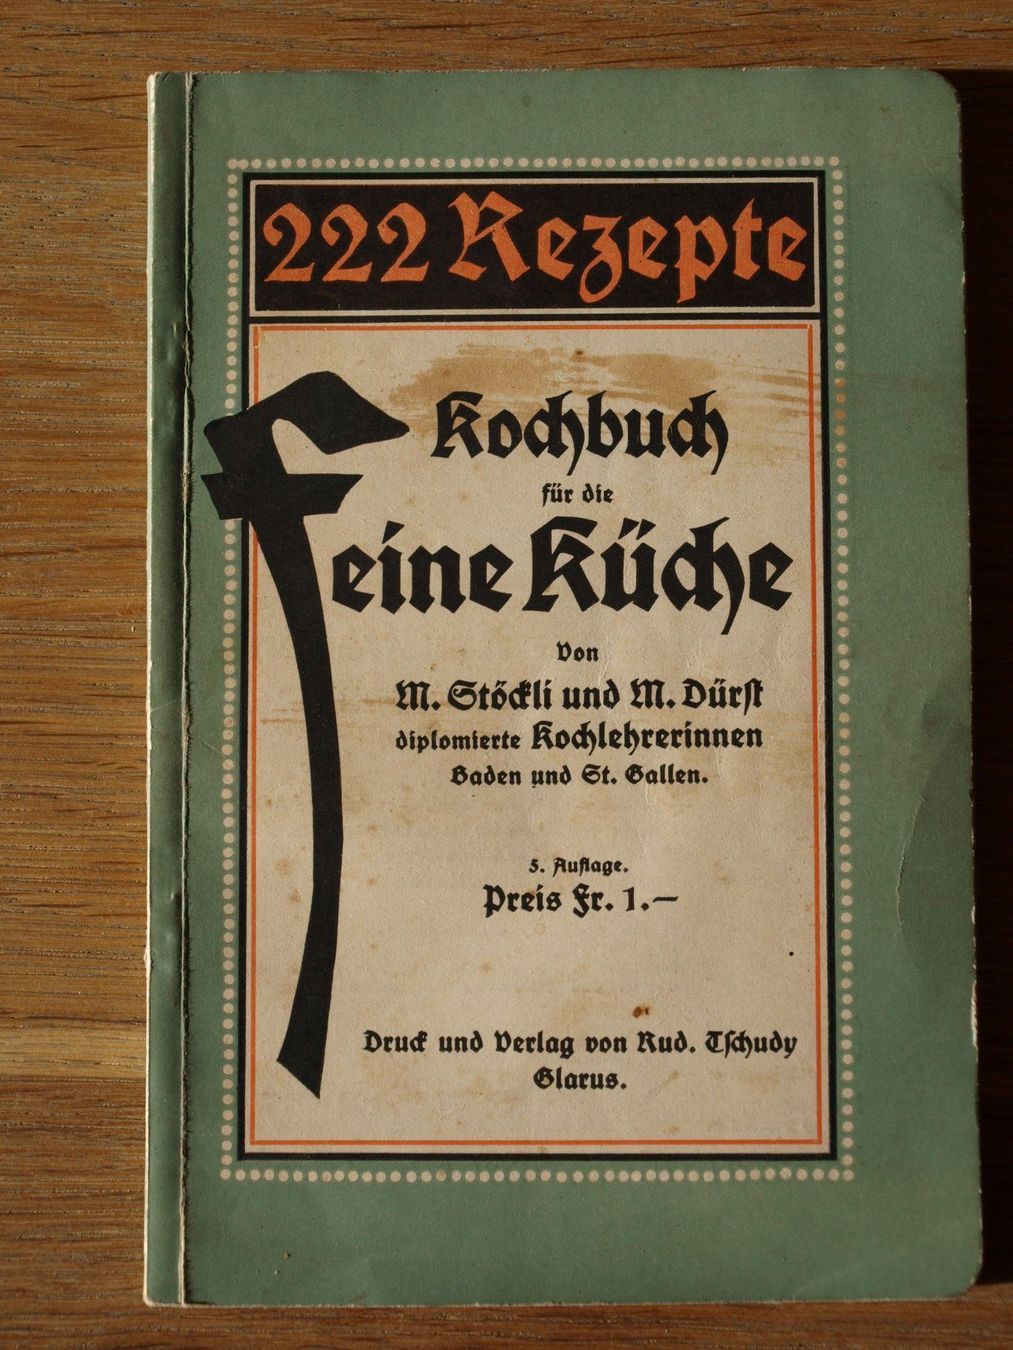 222 Rezepte
Kochbuch
für die
feine Küche
Von
M. Stöckli und M. Dürst
diplomierte Kochlehrerinnen
Baden und St. Gallen.
5. Auflage.
Preis Fr. 1.—
Druck und Verlag von Rud. Tschudy
Glarus.